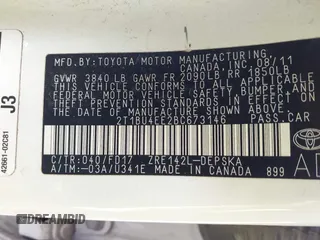 MFD.BY:TOYOTA MOTOR MANUFACTURING
CANADA,INC. 08/11
GVWR 3840LB GAWR FR 2090LB RR 1850LB
THIS VEHICLE CONFORMS TO ALL APPLICABLE
FEDERAL MOTOR VEHICLE SAFETY, BUMPER, AND
THEFT PREVENTION STANDARDS IN EFFECT ON THE
DATE OF MANUFACTURE SHOWN ABOVE.
2T1BU4EE2BC673146 PASS.CAR
C/TR:040/FD17 ZRE142L-DEPSKA
A/TM:-03A/U341E MADE IN CANADA 899
TOYOTA
J3
42661-02C81
DREAMBID